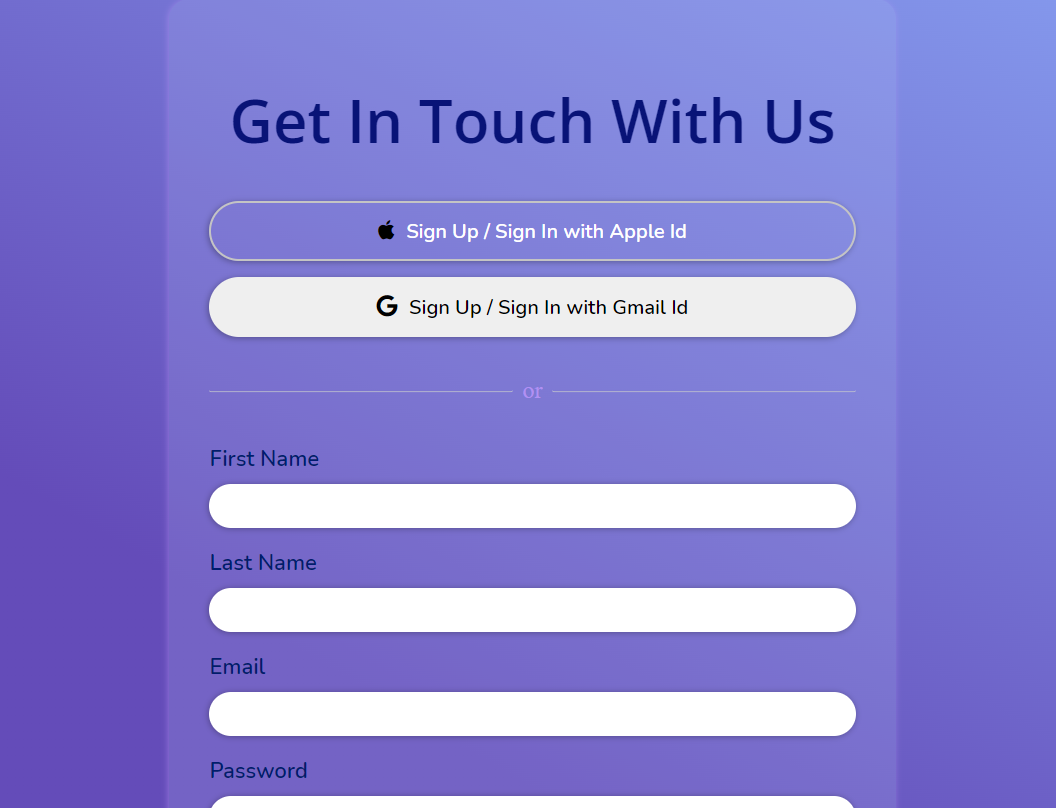 Get In Touch With Us
Sign Up / Sign In with Apple Id
Sign Up / Sign In with Gmail Id
or
First Name
Last Name
Email
Password